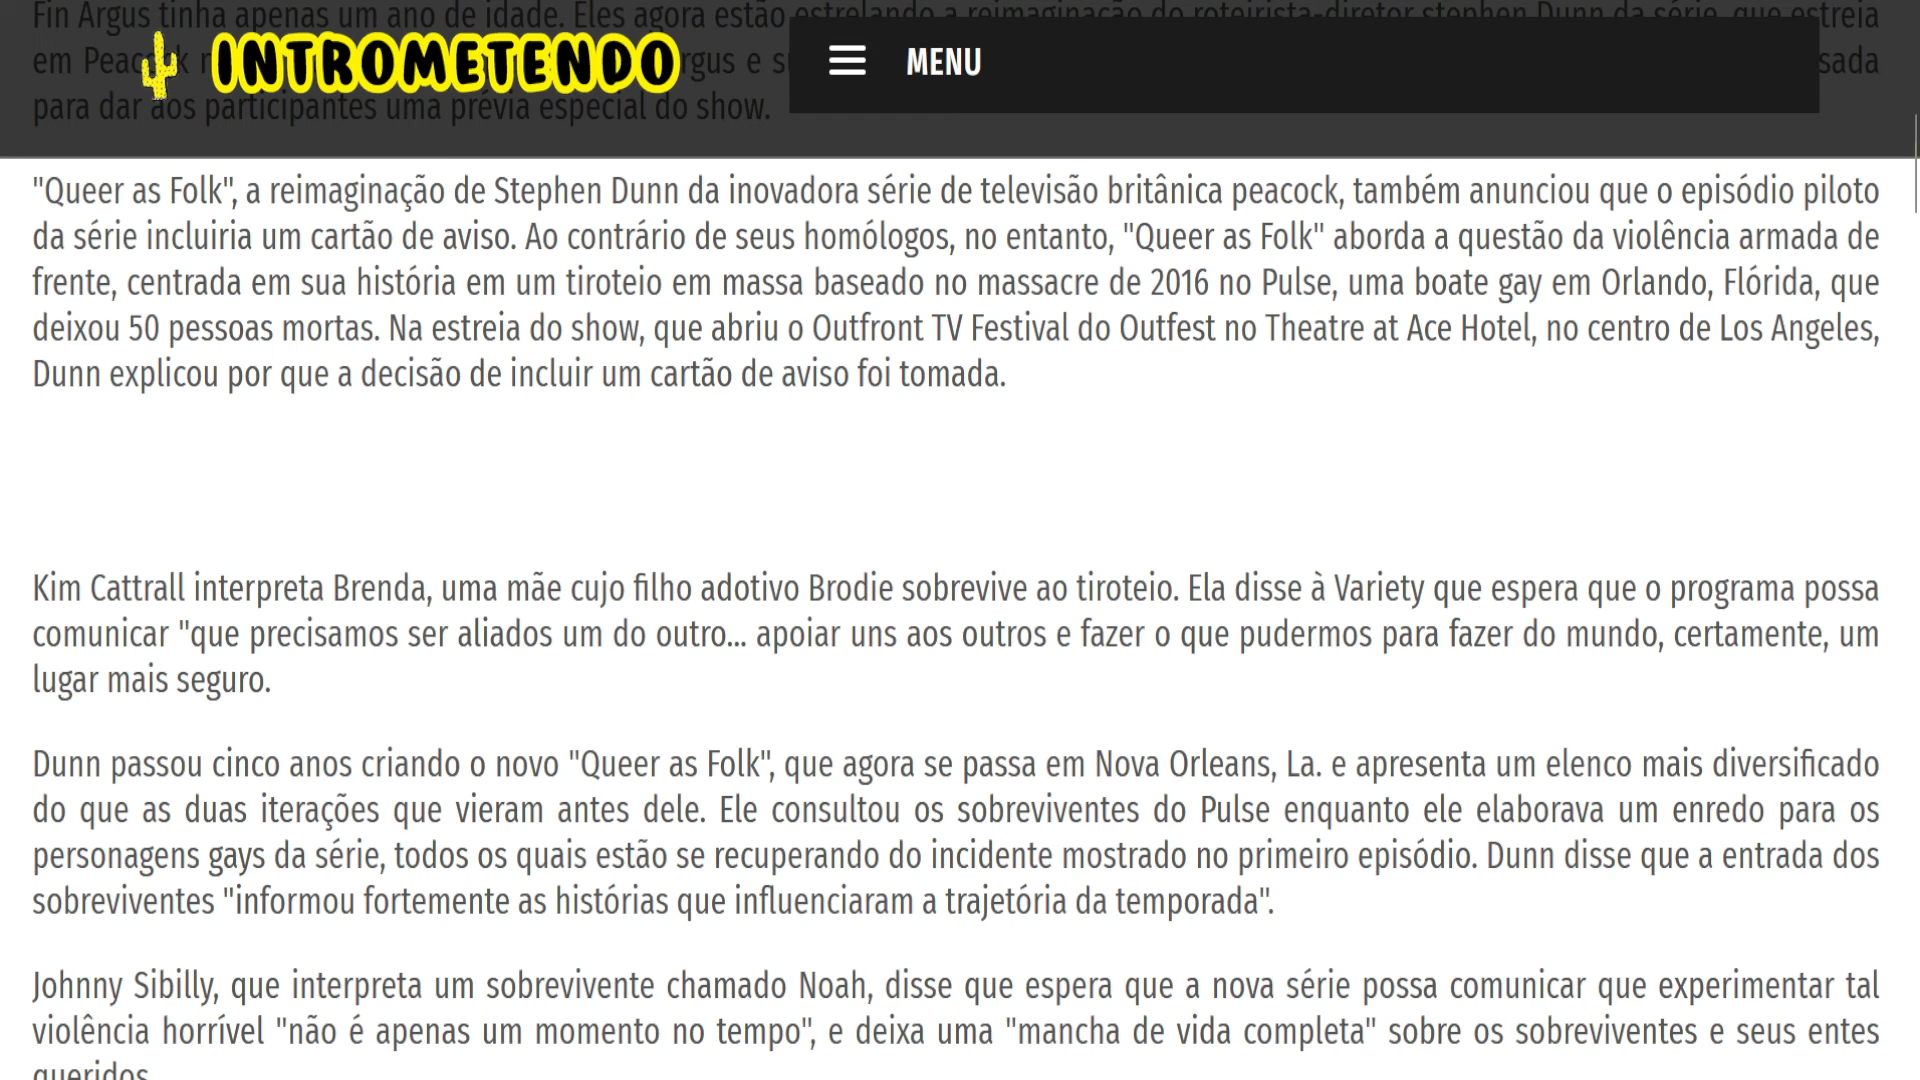 Fin Argus tinha apenas um ano de idade. Eles agora estão estrelando a reimaginação do roteirista-diretor stephen Dunn da série, que estreia
em Peacock
INTROMETENDO
MENU
para dar aos participantes uma prévia especial do show.
"Queer as Folk", a reimaginação de Stephen Dunn da inovadora série de televisão britânica peacock, também anunciou que o episódio piloto
da série incluiria um cartão de aviso. Ao contrário de seus homólogos, no entanto, "Queer as Folk" aborda a questão da violência armada de
frente, centrada em sua história em um tiroteio em massa baseado no massacre de 2016 no Pulse, uma boate gay em Orlando, Flórida, que
deixou 50 pessoas mortas. Na estreia do show, que abriu o Outfront TV Festival do Outfest no Theatre at Ace Hotel, no centro de Los Angeles,
Dunn explicou por que a decisão de incluir um cartão de aviso foi tomada.
Kim Cattrall interpreta Brenda, uma mãe cujo filho adotivo Brodie sobrevive ao tiroteio. Ela disse à Variety que espera que o programa possa
comunicar "que precisamos ser aliados um do outro... apoiar uns aos outros e fazer o que pudermos para fazer do mundo, certamente, um
lugar mais seguro.
Dunn passou cinco anos criando o novo "Queer as Folk", que agora se passa em Nova Orleans, La. e apresenta um elenco mais diversificado
do que as duas iterações que vieram antes dele. Ele consultou os sobreviventes do Pulse enquanto ele elaborava um enredo para os
personagens gays da série, todos os quais estão se recuperando do incidente mostrado no primeiro episódio. Dunn disse que a entrada dos
sobreviventes "informou fortemente as histórias que influenciaram a trajetória da temporada".
Johnny Sibilly, que interpreta um sobrevivente chamado Noah, disse que espera que a nova série possa comunicar que experimentar tal
violência horrível "não é apenas um momento no tempo", e deixa uma "mancha de vida completa" sobre os sobreviventes e seus entes
queridos.